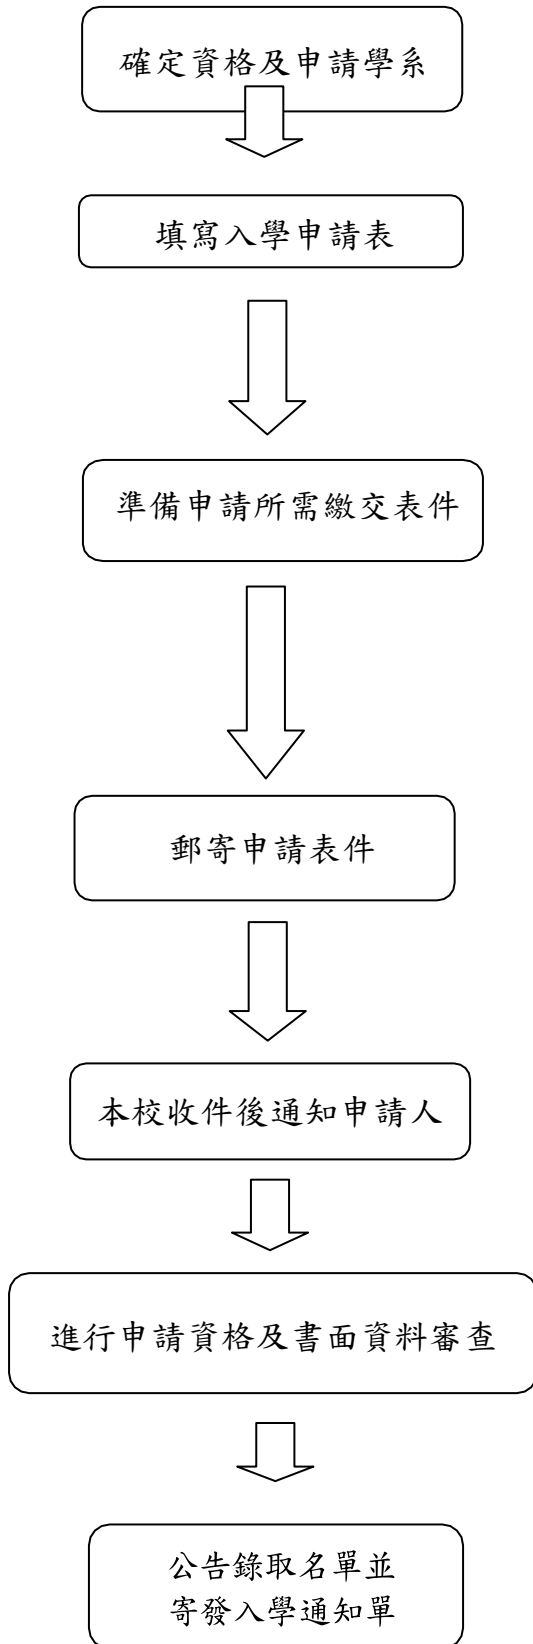 確定資格及申請學系
填寫入學申請表
準備申請所需繳交表件
郵寄申請表件
本校收件後通知申請人
進行申請資格及書面資料審查
公告錄取名單並
寄發入學通知單